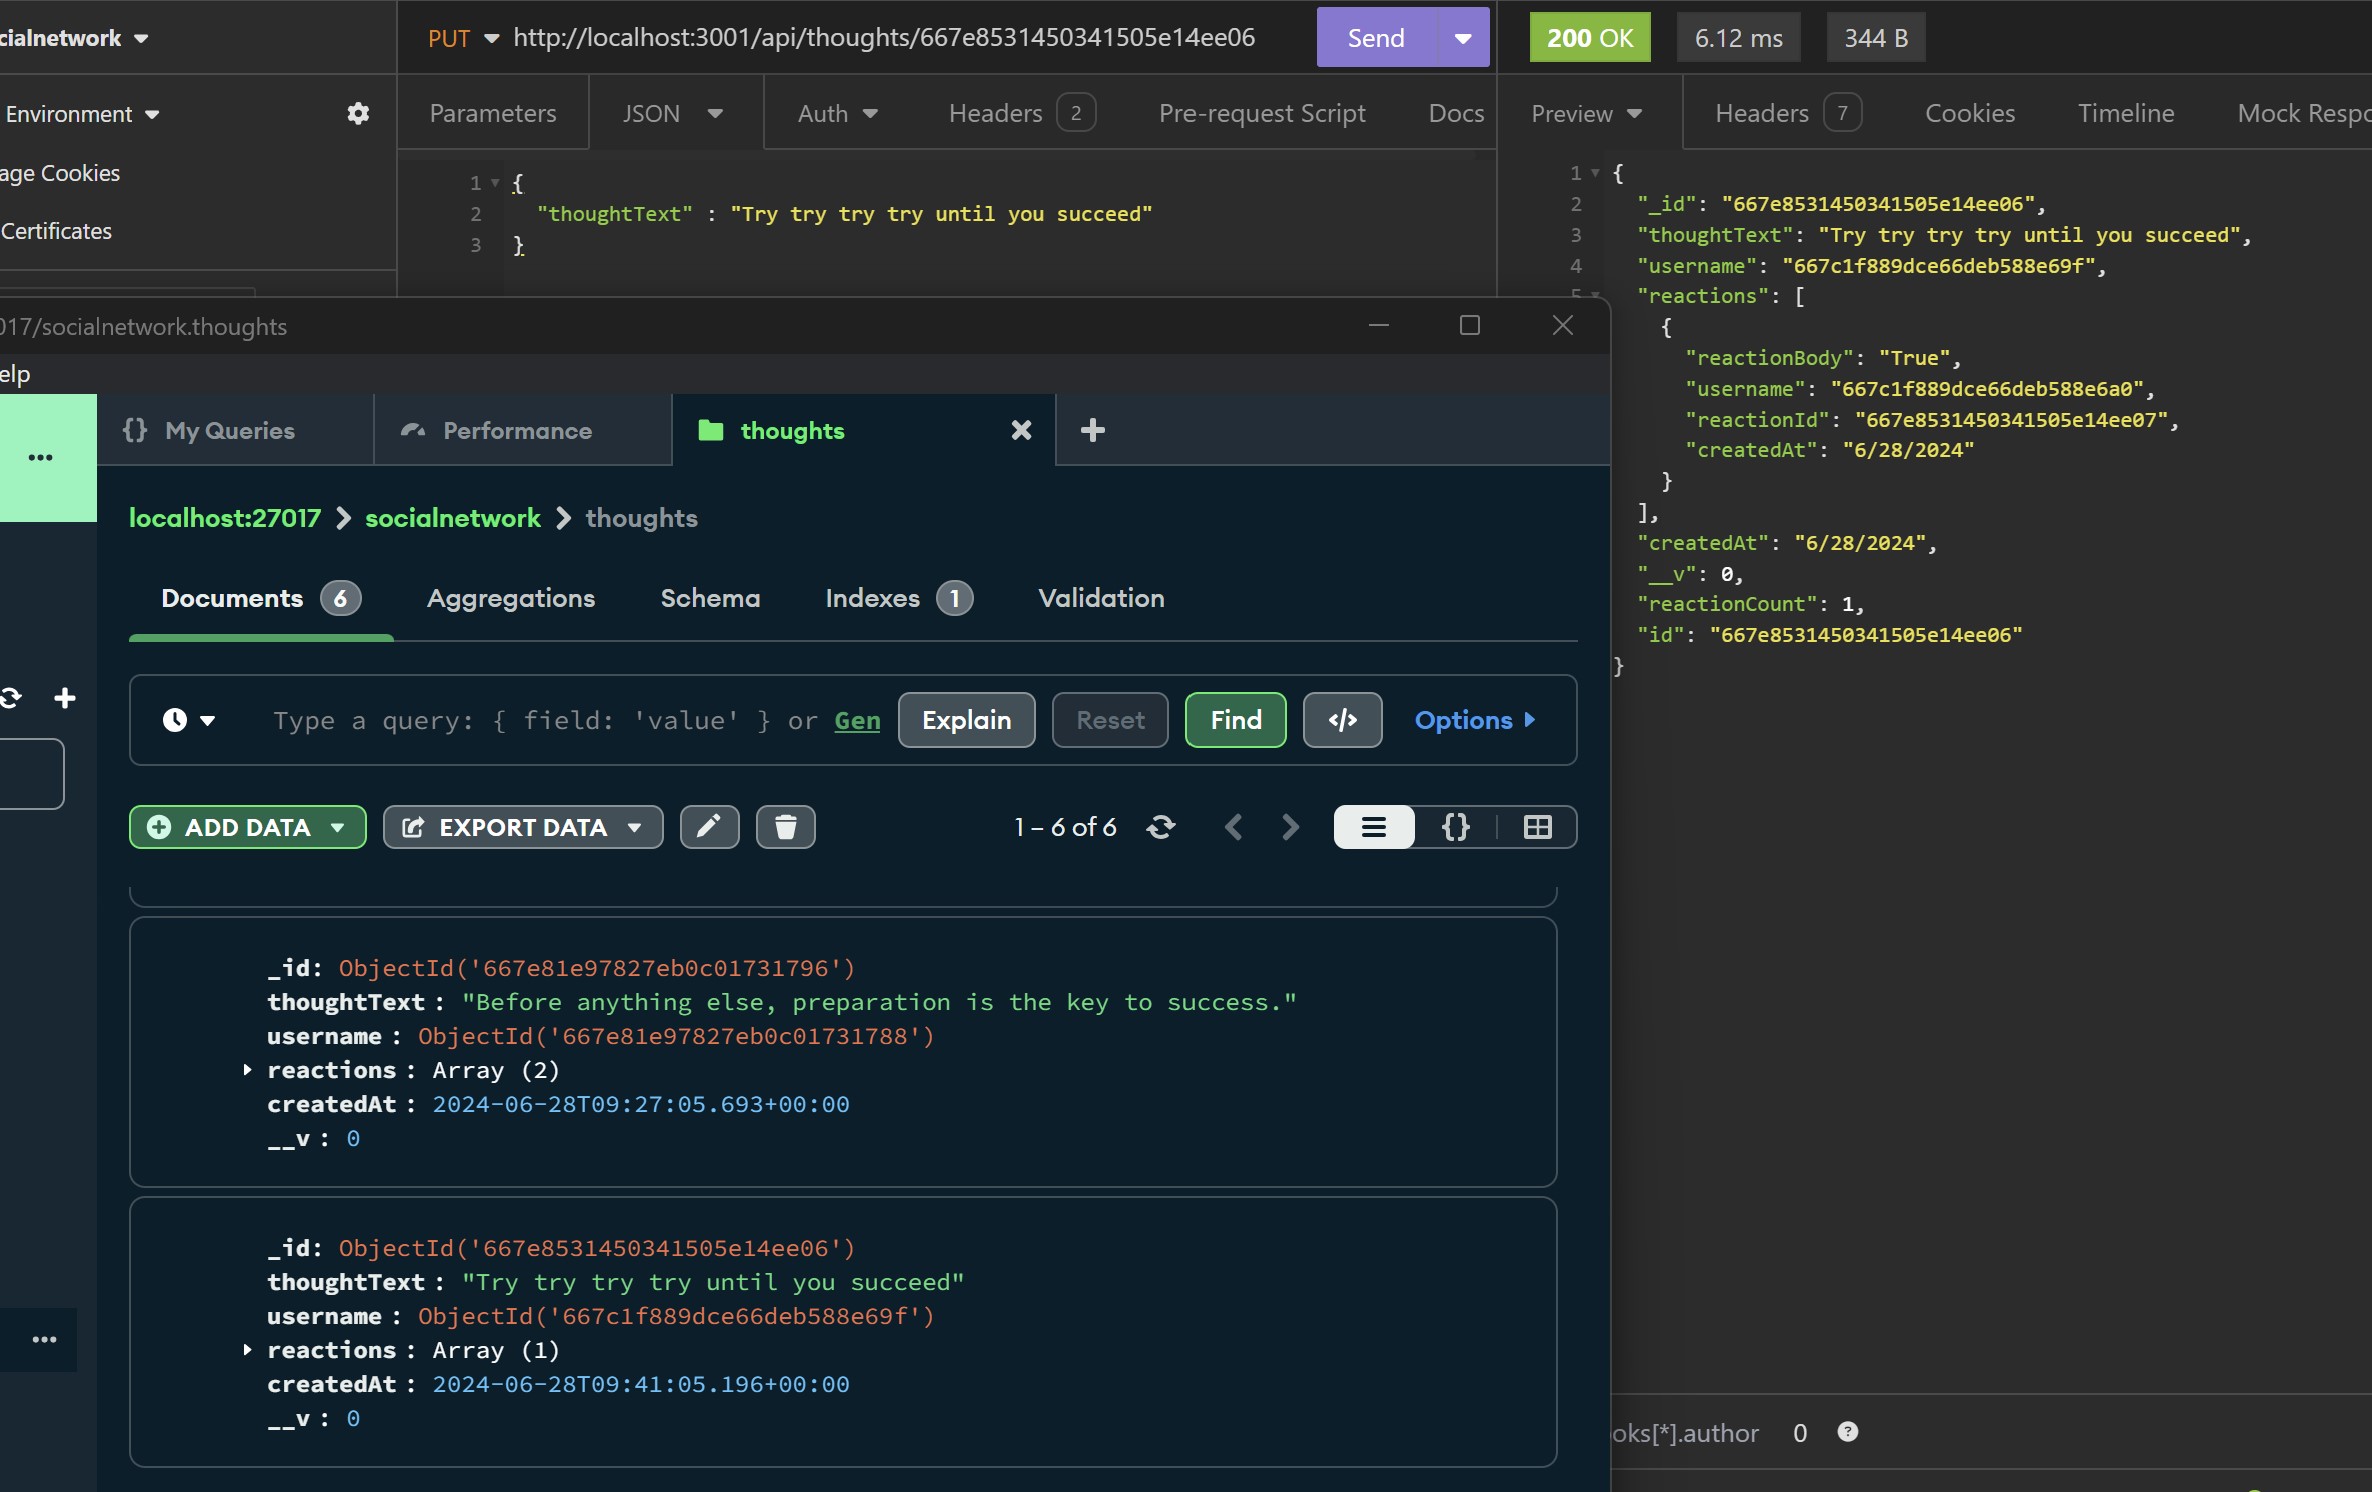 cialnetwork
PUT http://localhost:3001/api/thoughts/667e8531450341505e14ee06 Send
200 OK 6.12 ms 344 B
Environment
Parameters JSON Auth Headers 2 Pre-request Script Docs
Preview Headers 7 Cookies Timeline Mock Respo
age Cookies
Certificates
1 {
2 "thoughtText" : "Try try try try until you succeed"
3 }
1 {
2 "_id": "667e8531450341505e14ee06",
3 "thoughtText": "Try try try try until you succeed",
4 "username": "667c1f889dce66deb588e69f",
5 "reactions": [
{
"reactionBody": "True",
"username": "667c1f889dce66deb588e6a0",
"reactionId": "667e8531450341505e14ee07",
"createdAt": "6/28/2024"
}
],
"createdAt": "6/28/2024",
"__v": 0,
"reactionCount": 1,
"id": "667e8531450341505e14ee06"
}
017/socialnetwork.thoughts
elp
My Queries Performance thoughts
localhost:27017 socialnetwork thoughts
Documents 6 Aggregations Schema Indexes 1 Validation
Type a query: { field: 'value' } or Gen Explain Reset Find </> Options
ADD DATA EXPORT DATA 1 – 6 of 6 {}
_id: ObjectId('667e81e97827eb0c01731796')
thoughtText : "Before anything else, preparation is the key to success."
username : ObjectId('667e81e97827eb0c01731788')
reactions : Array (2)
createdAt : 2024-06-28T09:27:05.693+00:00
__v : 0
_id: ObjectId('667e8531450341505e14ee06')
thoughtText : "Try try try try until you succeed"
username : ObjectId('667c1f889dce66deb588e69f')
reactions : Array (1)
createdAt : 2024-06-28T09:41:05.196+00:00
__v : 0
oks[*].author 0 ?